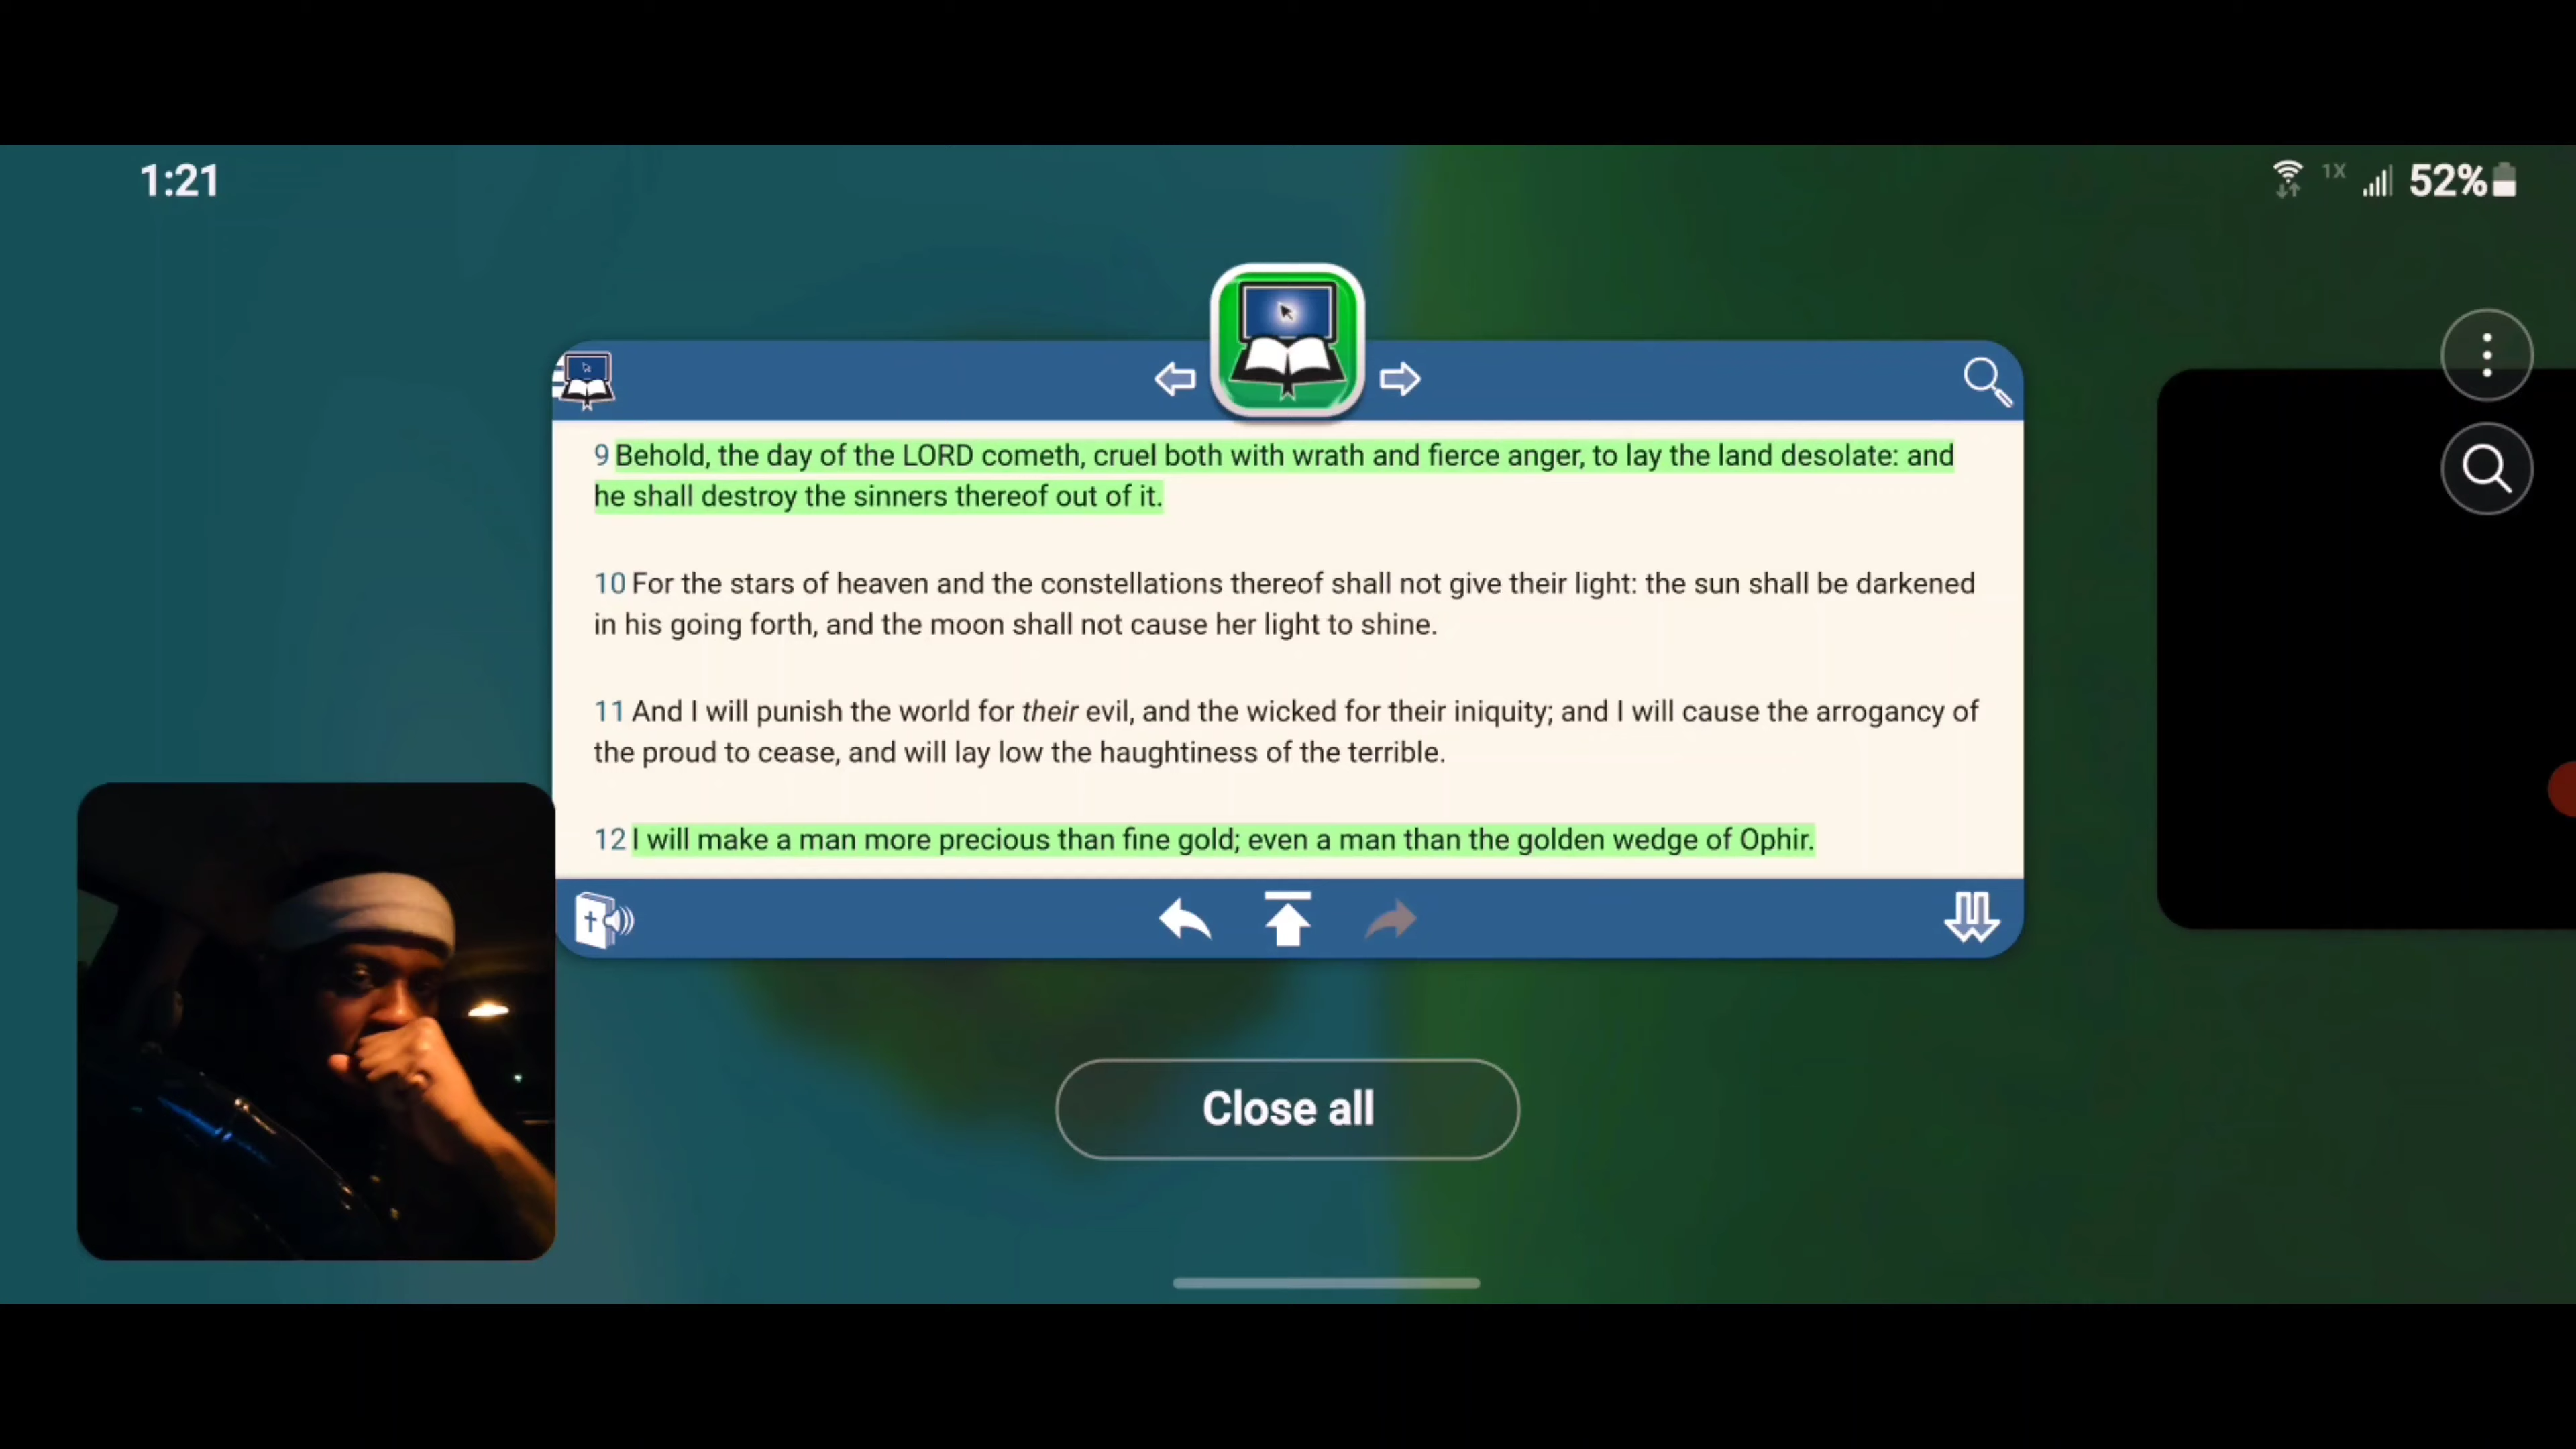 1:21
1X
52%
9 Behold, the day of the LORD cometh, cruel both with wrath and fierce anger, to lay the land desolate: and
he shall destroy the sinners thereof out of it.
10 For the stars of heaven and the constellations thereof shall not give their light: the sun shall be darkened
in his going forth, and the moon shall not cause her light to shine.
11 And I will punish the world for their evil, and the wicked for their iniquity; and I will cause the arrogancy of
the proud to cease, and will lay low the haughtiness of the terrible.
12 I will make a man more precious than fine gold; even a man than the golden wedge of Ophir.
Close all